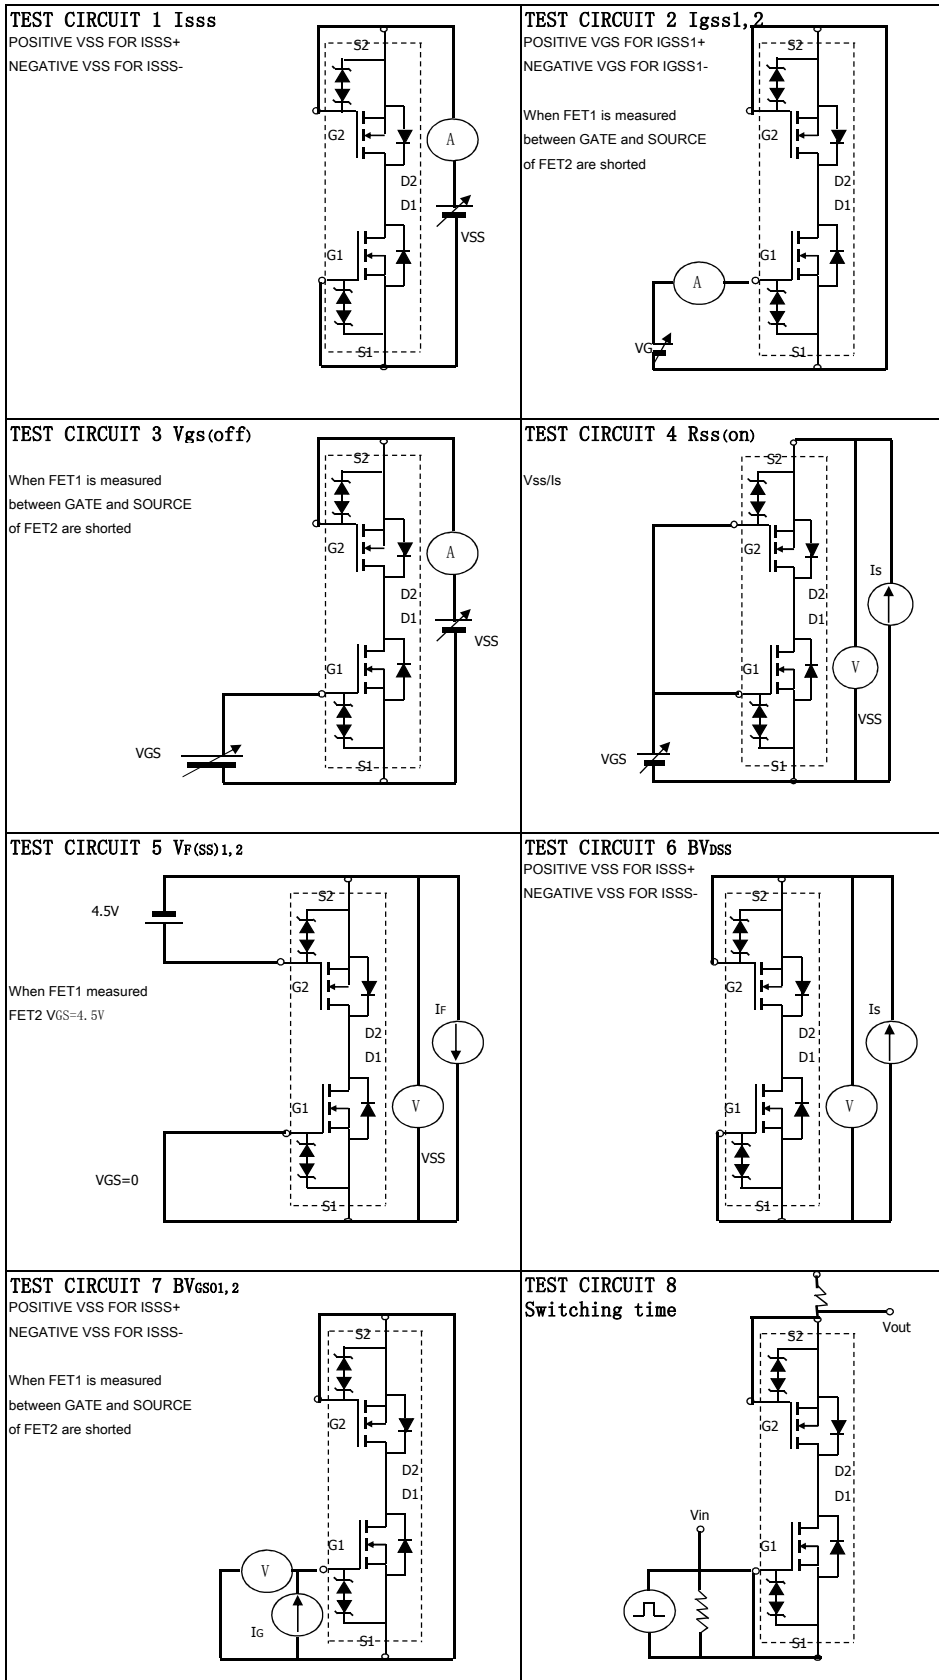 TEST CIRCUIT 1 Isss
POSITIVE VSS FOR ISSS+
NEGATIVE VSS FOR ISSS-
S2
G2
A
D2
D1
VSS
G1
S1
TEST CIRCUIT 2 Igss1,2
POSITIVE VGS FOR IGSS1+
NEGATIVE VGS FOR IGSS1-
When FET1 is measured
between GATE and SOURCE
of FET2 are shorted
S2
G2
D2
D1
G1
A
VG
S1
TEST CIRCUIT 3 Vgs(off)
When FET1 is measured
between GATE and SOURCE
of FET2 are shorted
S2
G2
A
D2
D1
VSS
G1
VGS
S1
TEST CIRCUIT 4 Rss(on)
Vss/Is
S2
G2
Is
D2
D1
G1
V
VSS
VGS
S1
TEST CIRCUIT 5 VF(SS)1,2
4.5V
When FET1 measured
FET2 VGS=4.5V
S2
G2
IF
D2
D1
G1
V
VSS
VGS=0
S1
TEST CIRCUIT 6 BVDSS
POSITIVE VSS FOR ISSS+
NEGATIVE VSS FOR ISSS-
S2
G2
Is
D2
D1
G1
V
VSS
S1
TEST CIRCUIT 7 BVGSO1,2
POSITIVE VSS FOR ISSS+
NEGATIVE VSS FOR ISSS-
When FET1 is measured
between GATE and SOURCE
of FET2 are shorted
S2
G2
D2
D1
G1
V
IG
S1
TEST CIRCUIT 8
Switching time
Vout
S2
G2
D2
D1
Vin
G1
S1